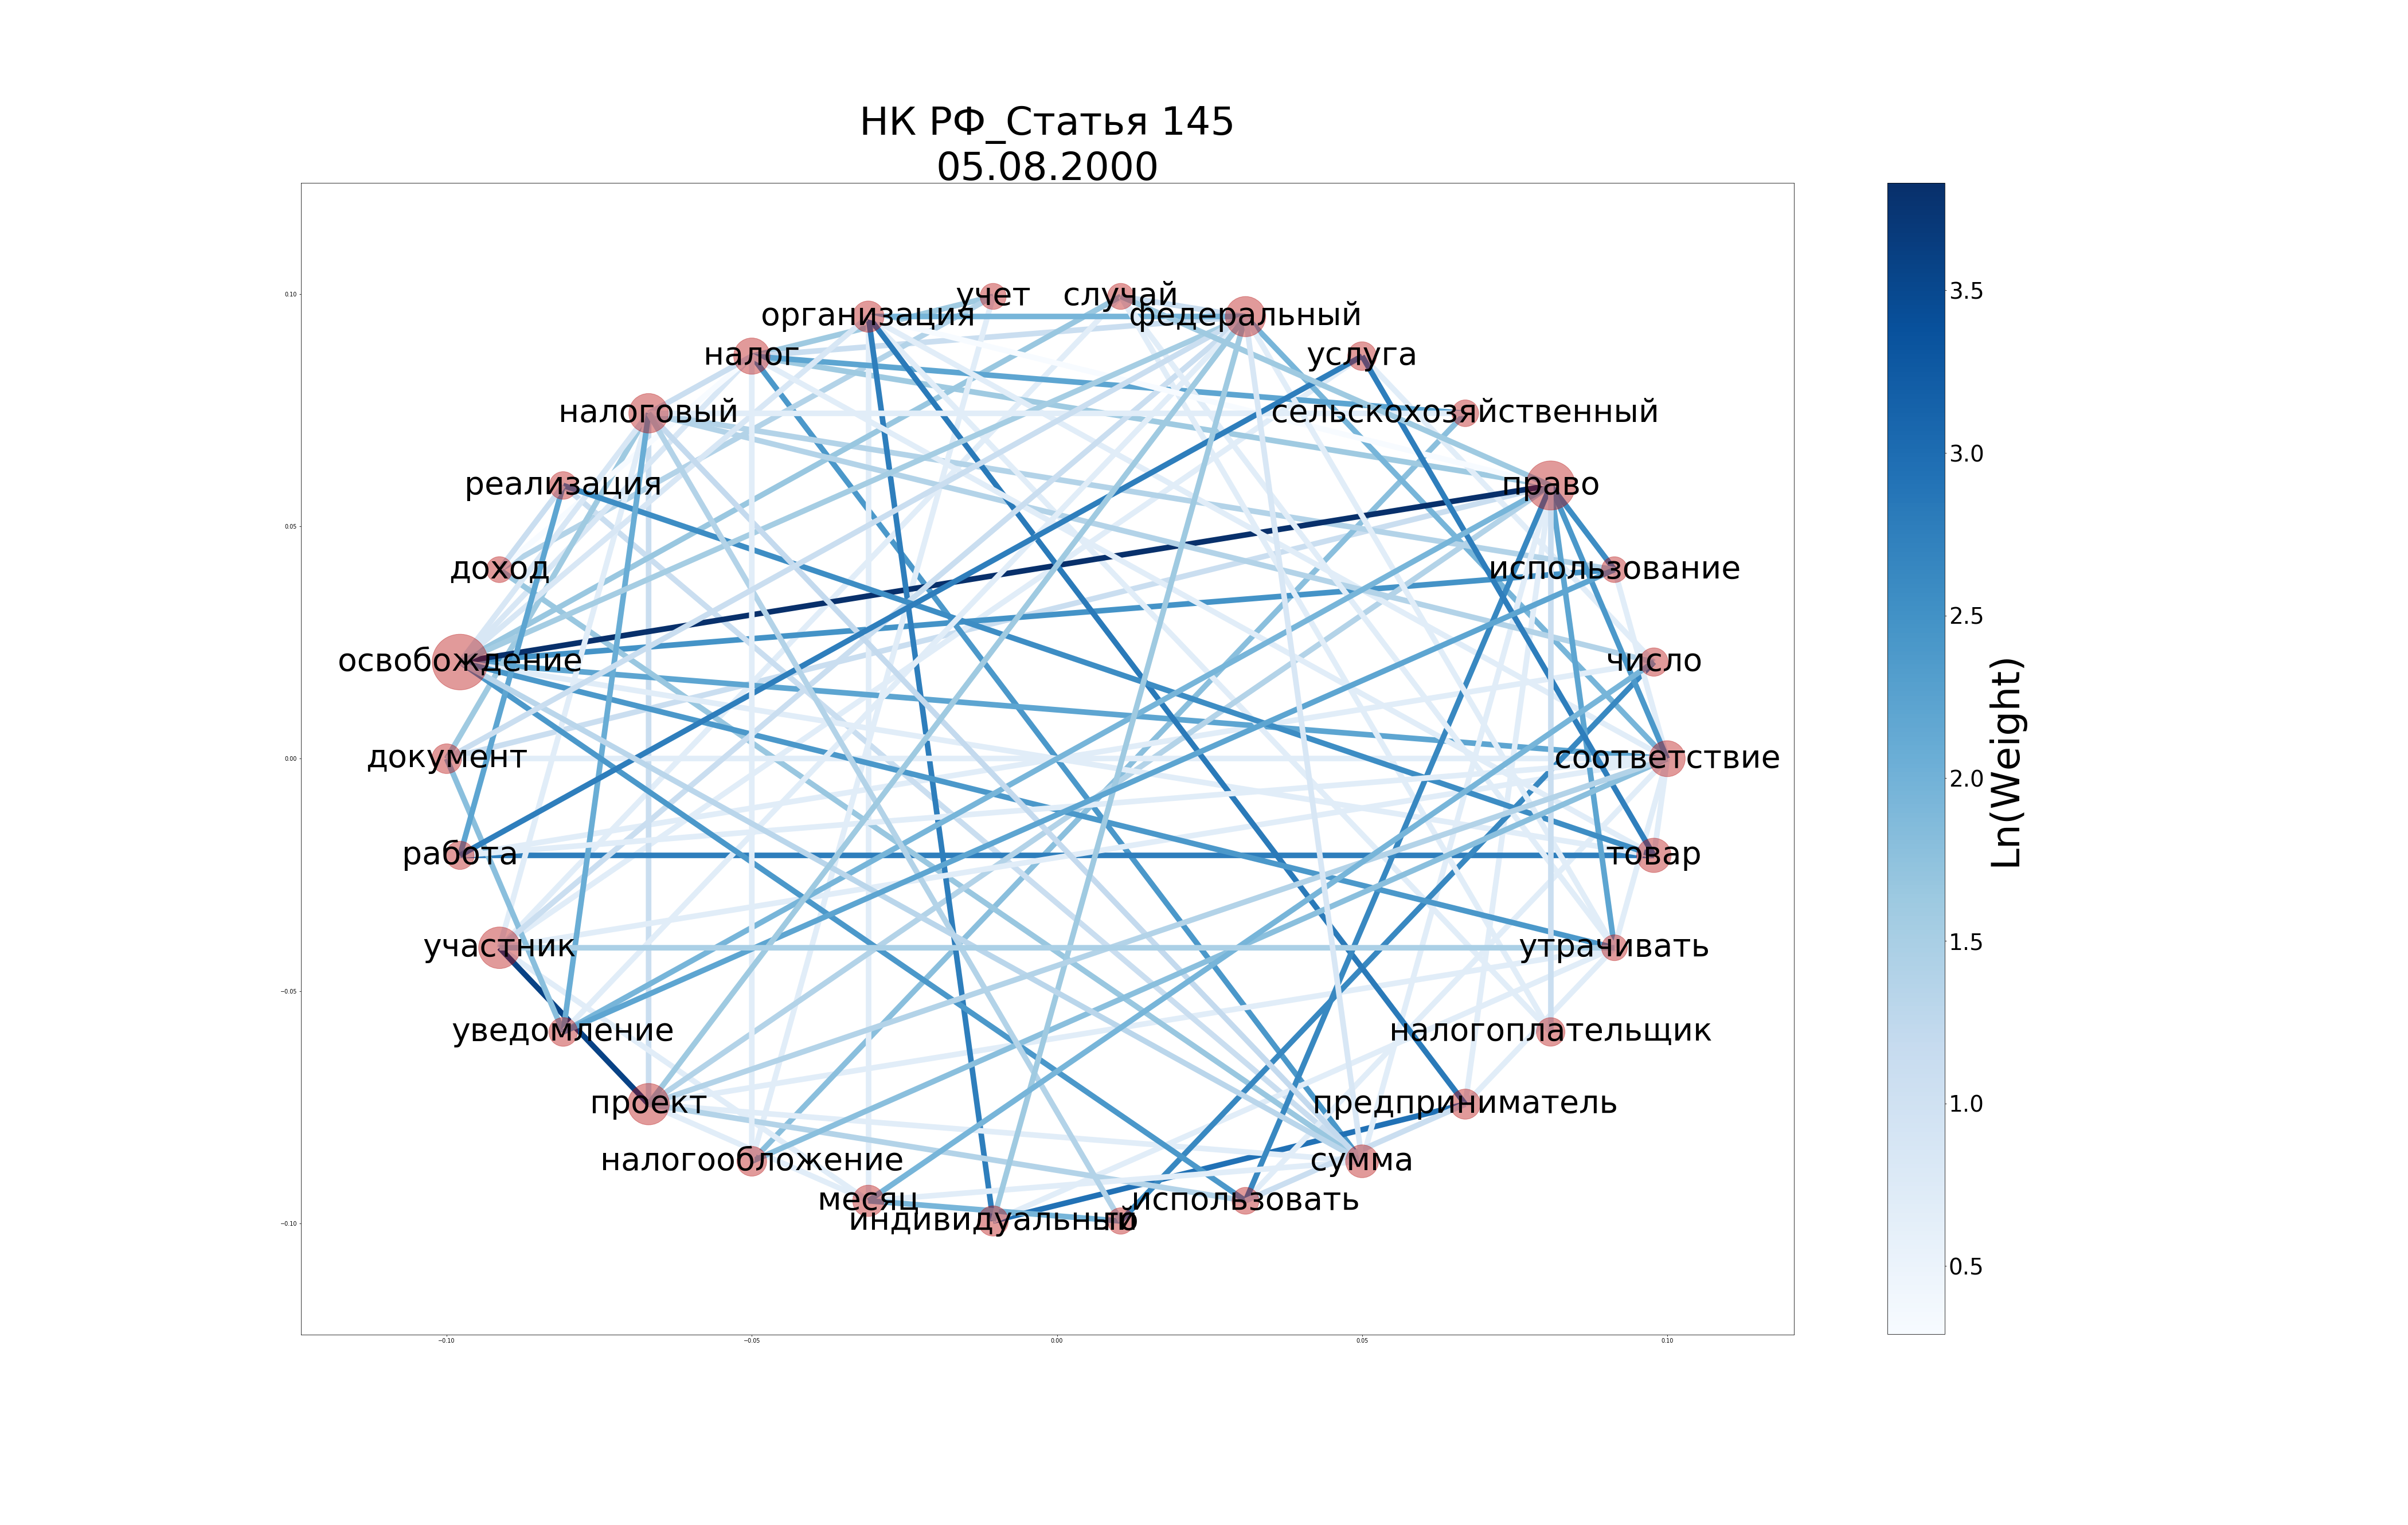 НК РФ_Статья 145
05.08.2000
учет
случай
организация
федеральный
налог
услуга
налоговый
сельскохозяйственный
реализация
право
доход
использование
освобождение
число
документ
соответствие
работа
товар
участник
утрачивать
уведомление
налогоплательщик
проект
предприниматель
налогообложение
сумма
месяц
использовать
индивидуальный
0.10
0.05
0.00
−0.05
−0.10
−0.10
−0.05
0.00
0.05
0.10
3.5
3.0
2.5
2.0
1.5
1.0
0.5
Ln(Weight)